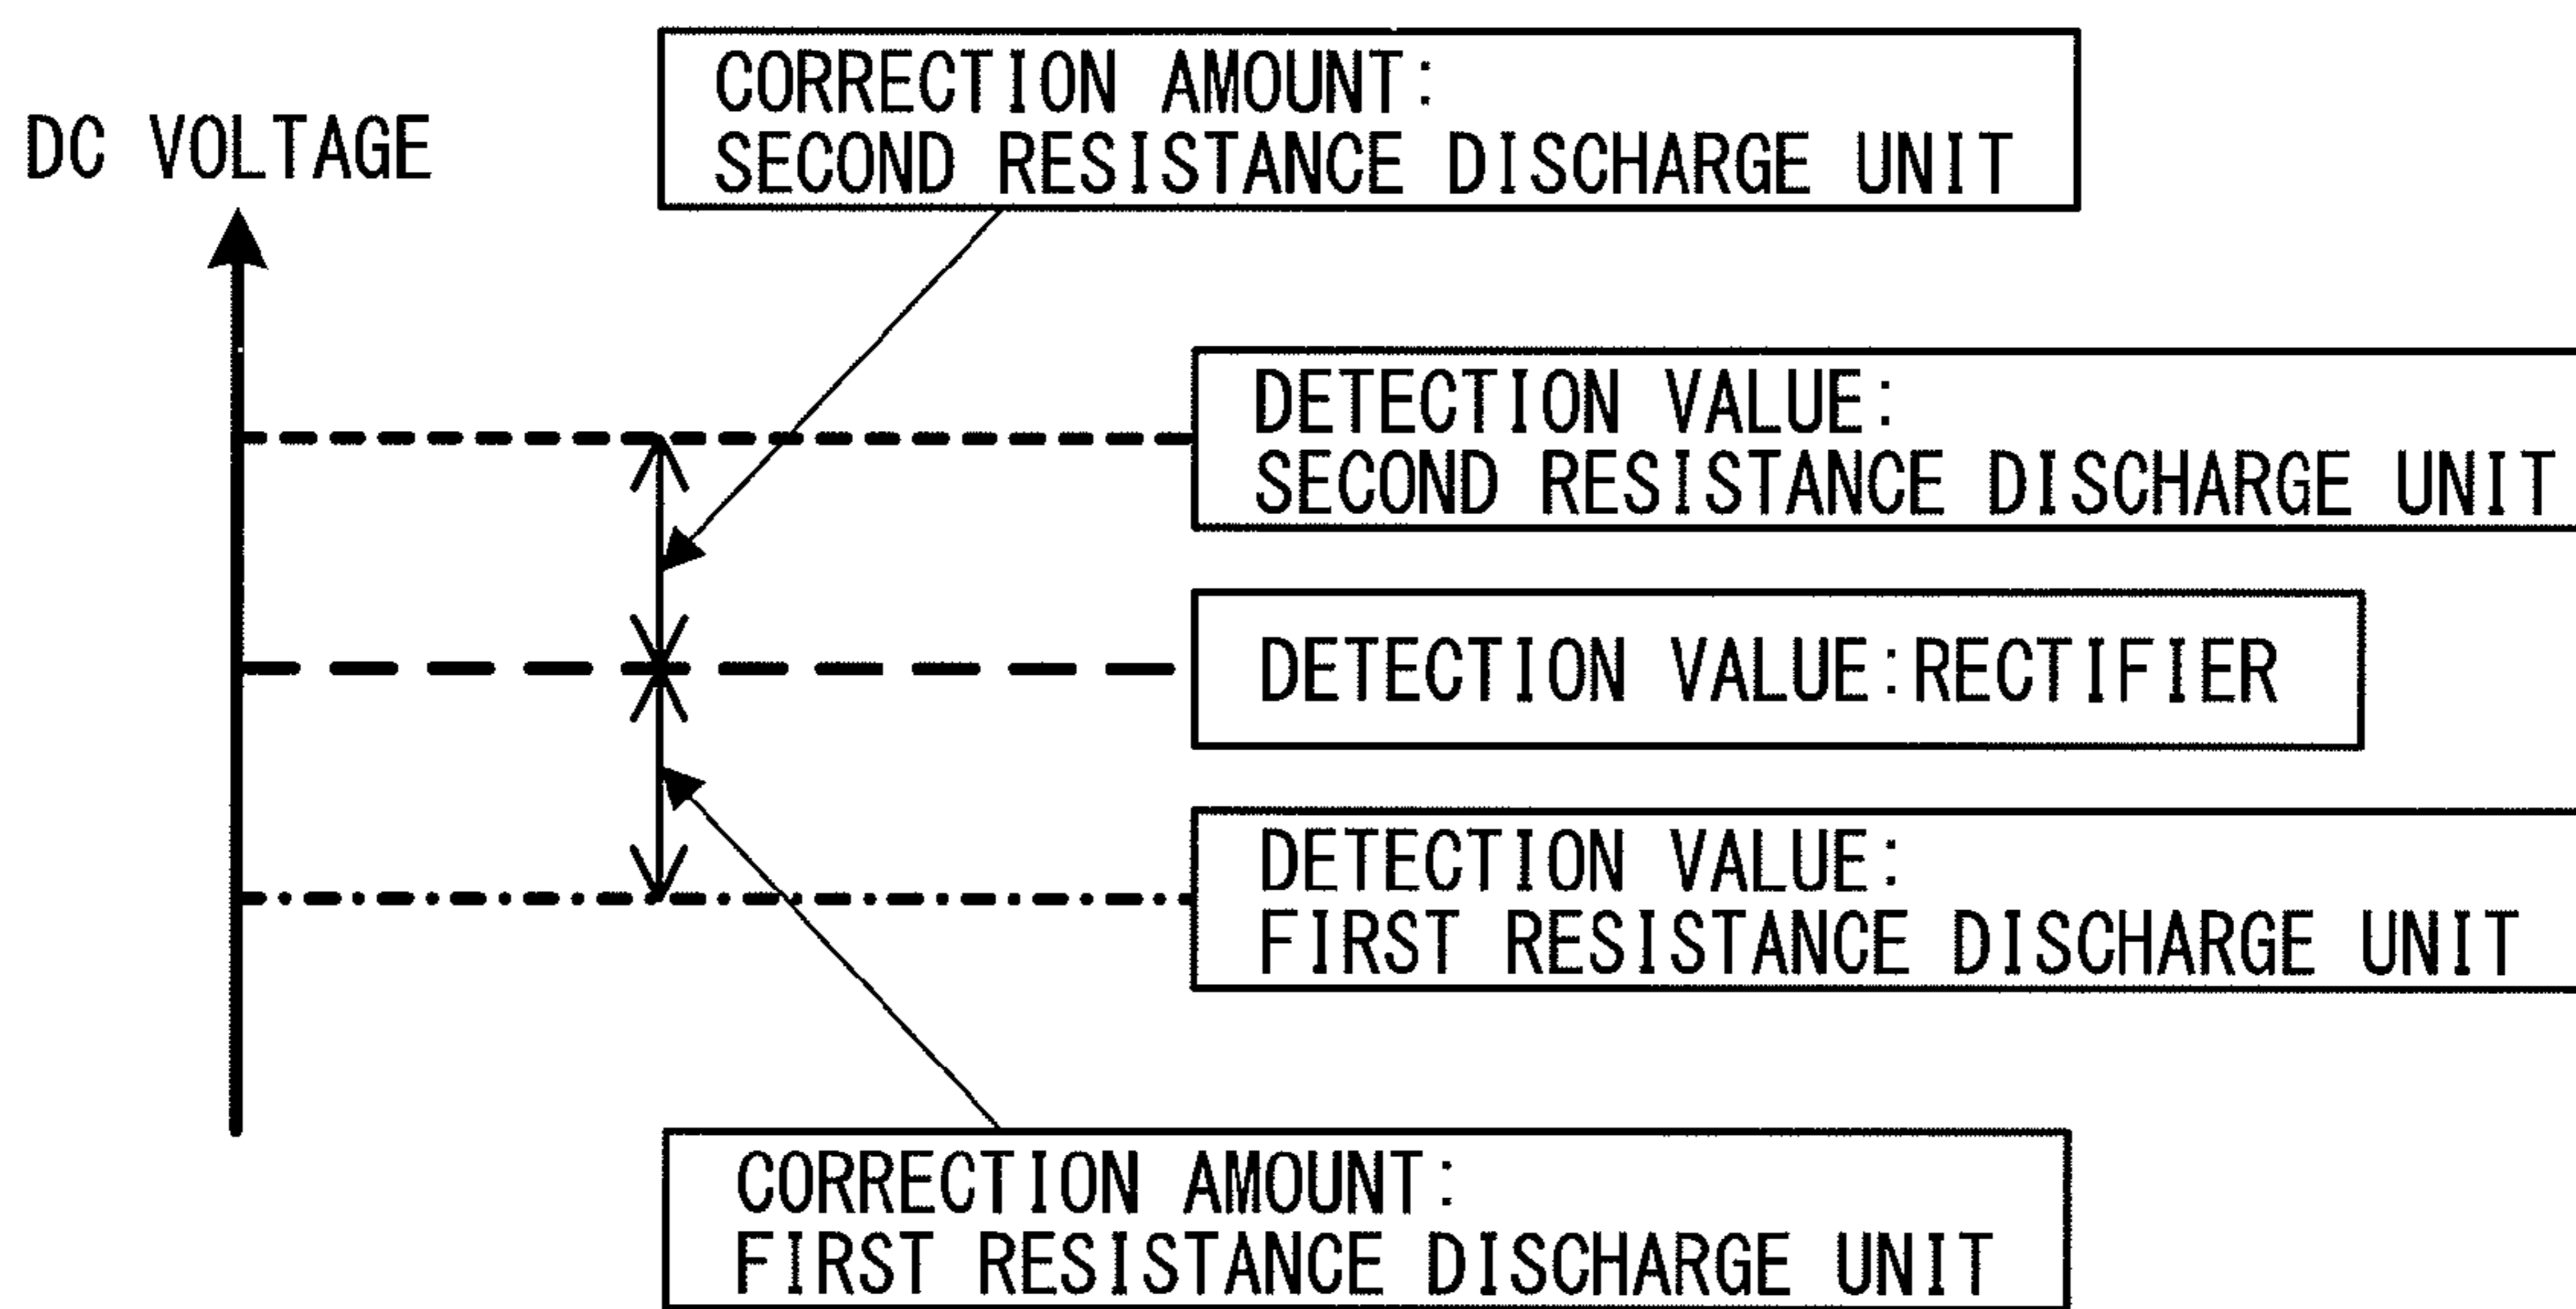 CORRECTION AMOUNT:
SECOND RESISTANCE DISCHARGE UNIT
DC VOLTAGE
DETECTION VALUE:
SECOND RESISTANCE DISCHARGE UNIT
DETECTION VALUE:RECTIFIER
DETECTION VALUE:
FIRST RESISTANCE DISCHARGE UNIT
CORRECTION AMOUNT:
FIRST RESISTANCE DISCHARGE UNIT